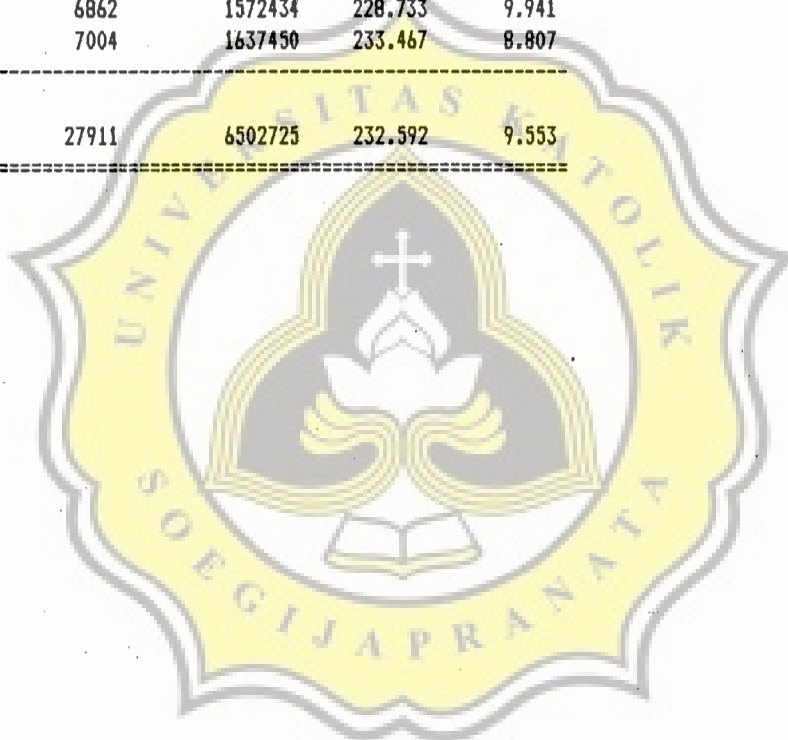 6862 1572434 228.733 9.941
7004 1637450 233.467 8.807
27911 6502725 232.592 9.553
UNIVERSITAS KATOLIK
SOEGIJAPRANATA